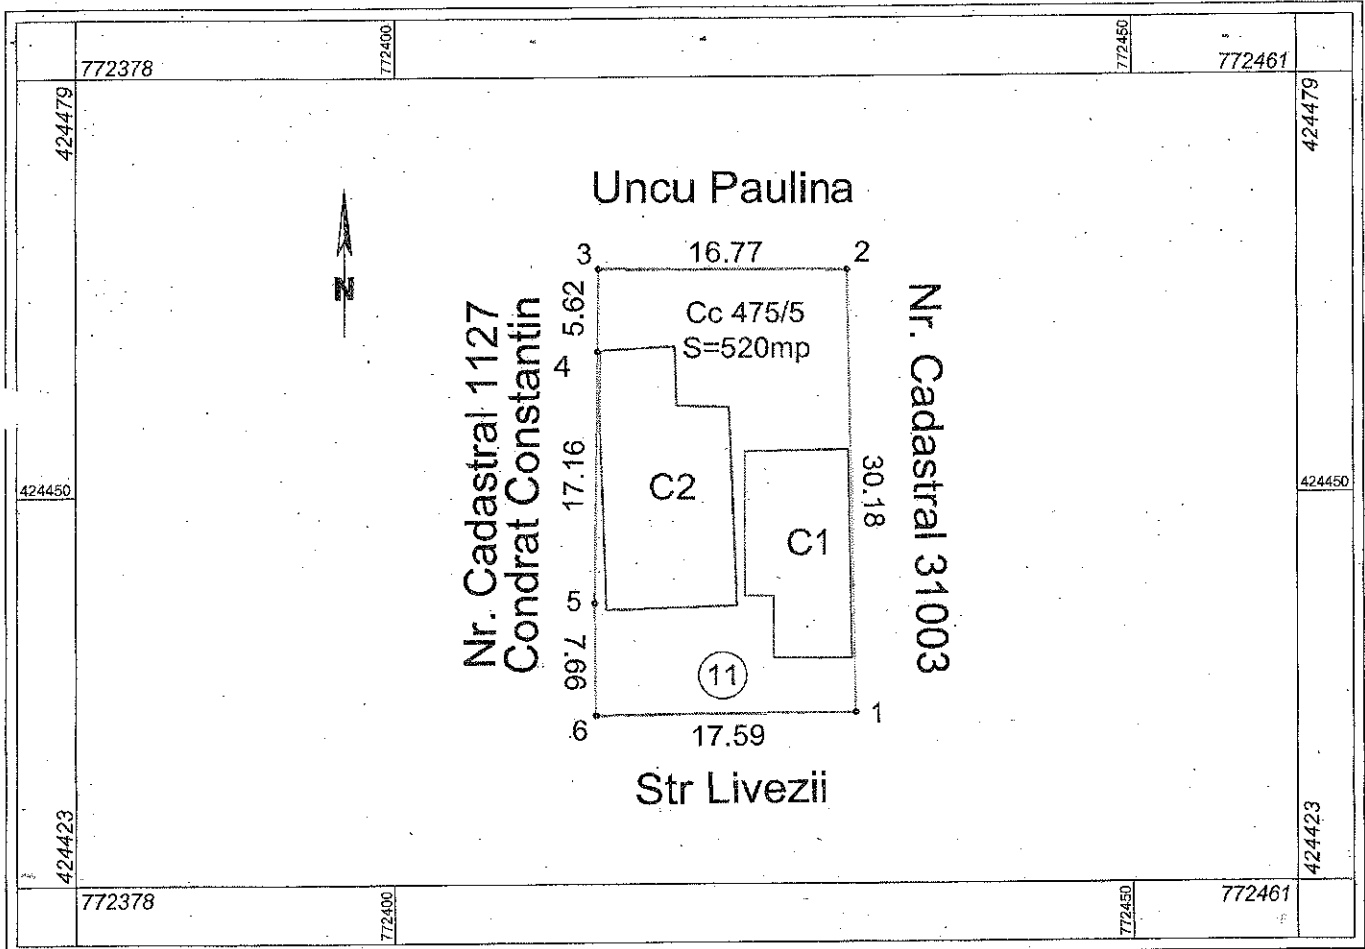 772400
772450
772378
772461
424479
424479
Uncu Paulina
3
16.77
2
N
5.62
Cc 475/5
S=520mp
4
Nr. Cadastral 1127
Condrat Constantin
Nr. Cadastral 31003
17.16
30.18
424450
424450
C2
C1
5
7.66
11
6
1
17.59
Str Livezii
424423
424423
772378
772461
772400
772450